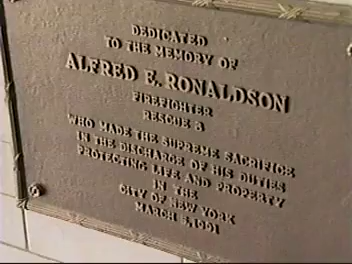 DEDICATED
TO THE MEMORY OF
ALFRED E. RONALDSON
FIREFIGHTER
RESCUE 3
WHO MADE THE SUPREME SACRIFICE
IN THE DISCHARGE OF HIS DUTIES
PROTECTING LIFE AND PROPERTY
IN THE
CITY OF NEW YORK
MARCH 5, 1991